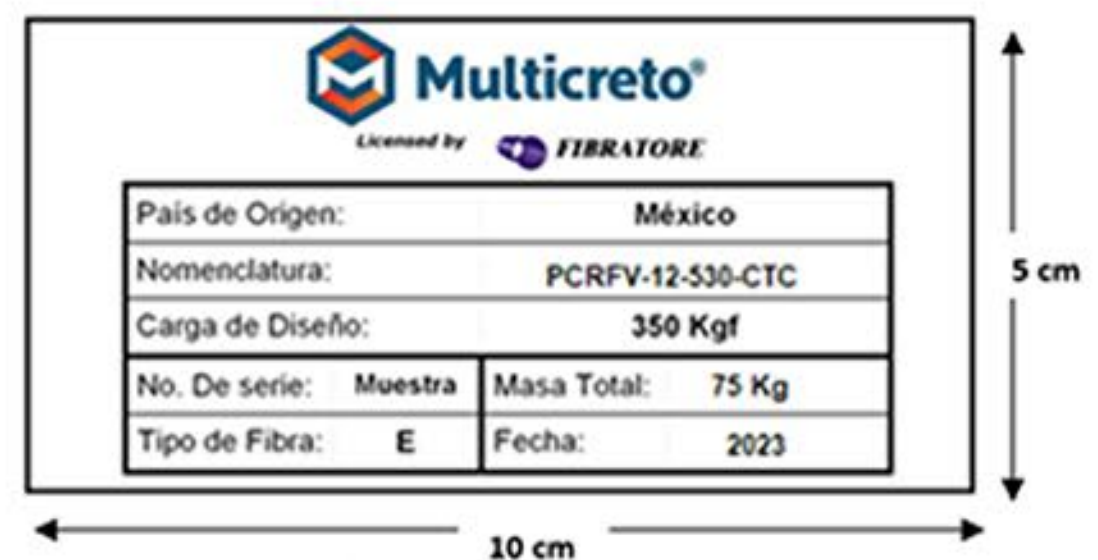 Multicreto®
Licensed by FIBRATORE
País de Origen: México
Nomenclatura: PCRFV-12-530-CTC
Carga de Diseño: 350 Kgf
No. De serie: Muestra Masa Total: 75 Kg
Tipo de Fibra: E Fecha: 2023
5 cm
10 cm